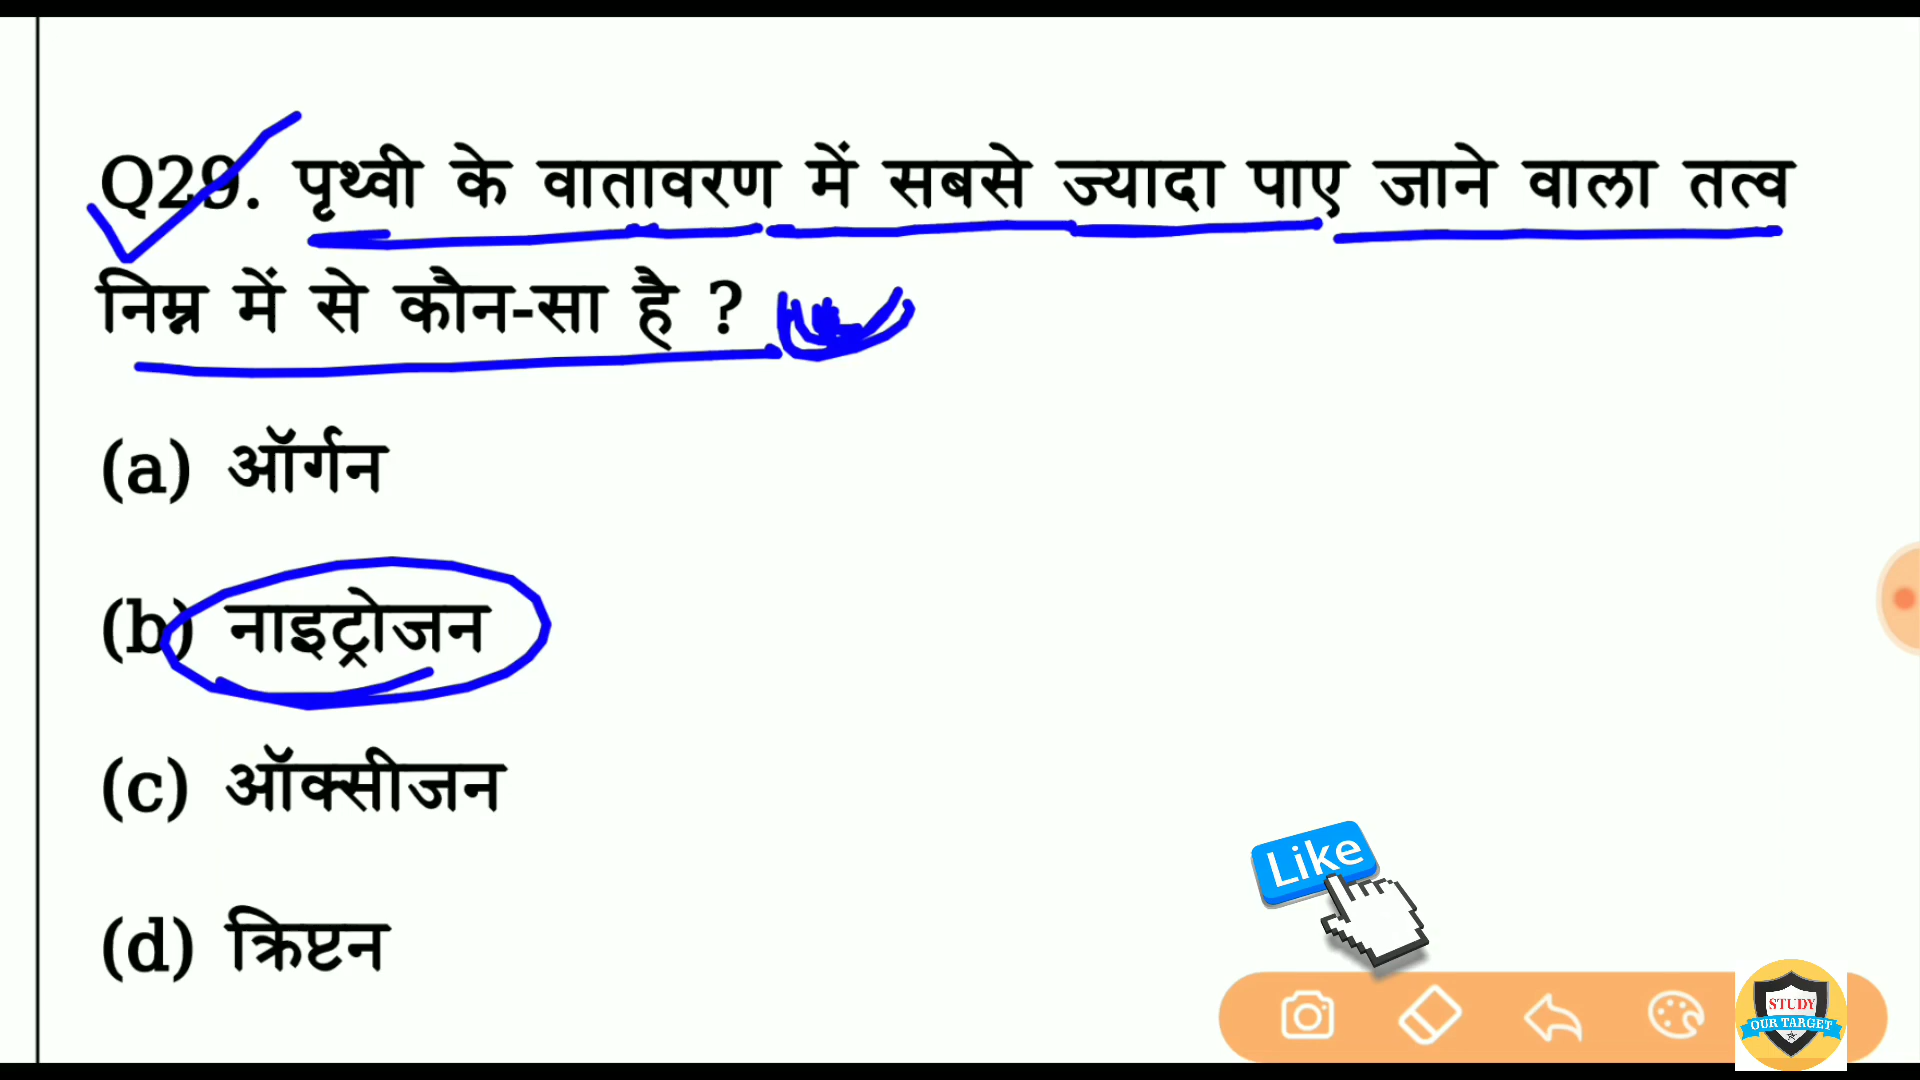 Q29. पृथ्वी के वातावरण में सबसे ज्यादा पाए जाने वाला तत्व
निम्न में से कौन-सा है ?
(a) ऑर्गन
(b) नाइट्रोजन
(c) ऑक्सीजन
(d) क्रिप्टन
Like
STUDY
OUR TARGET